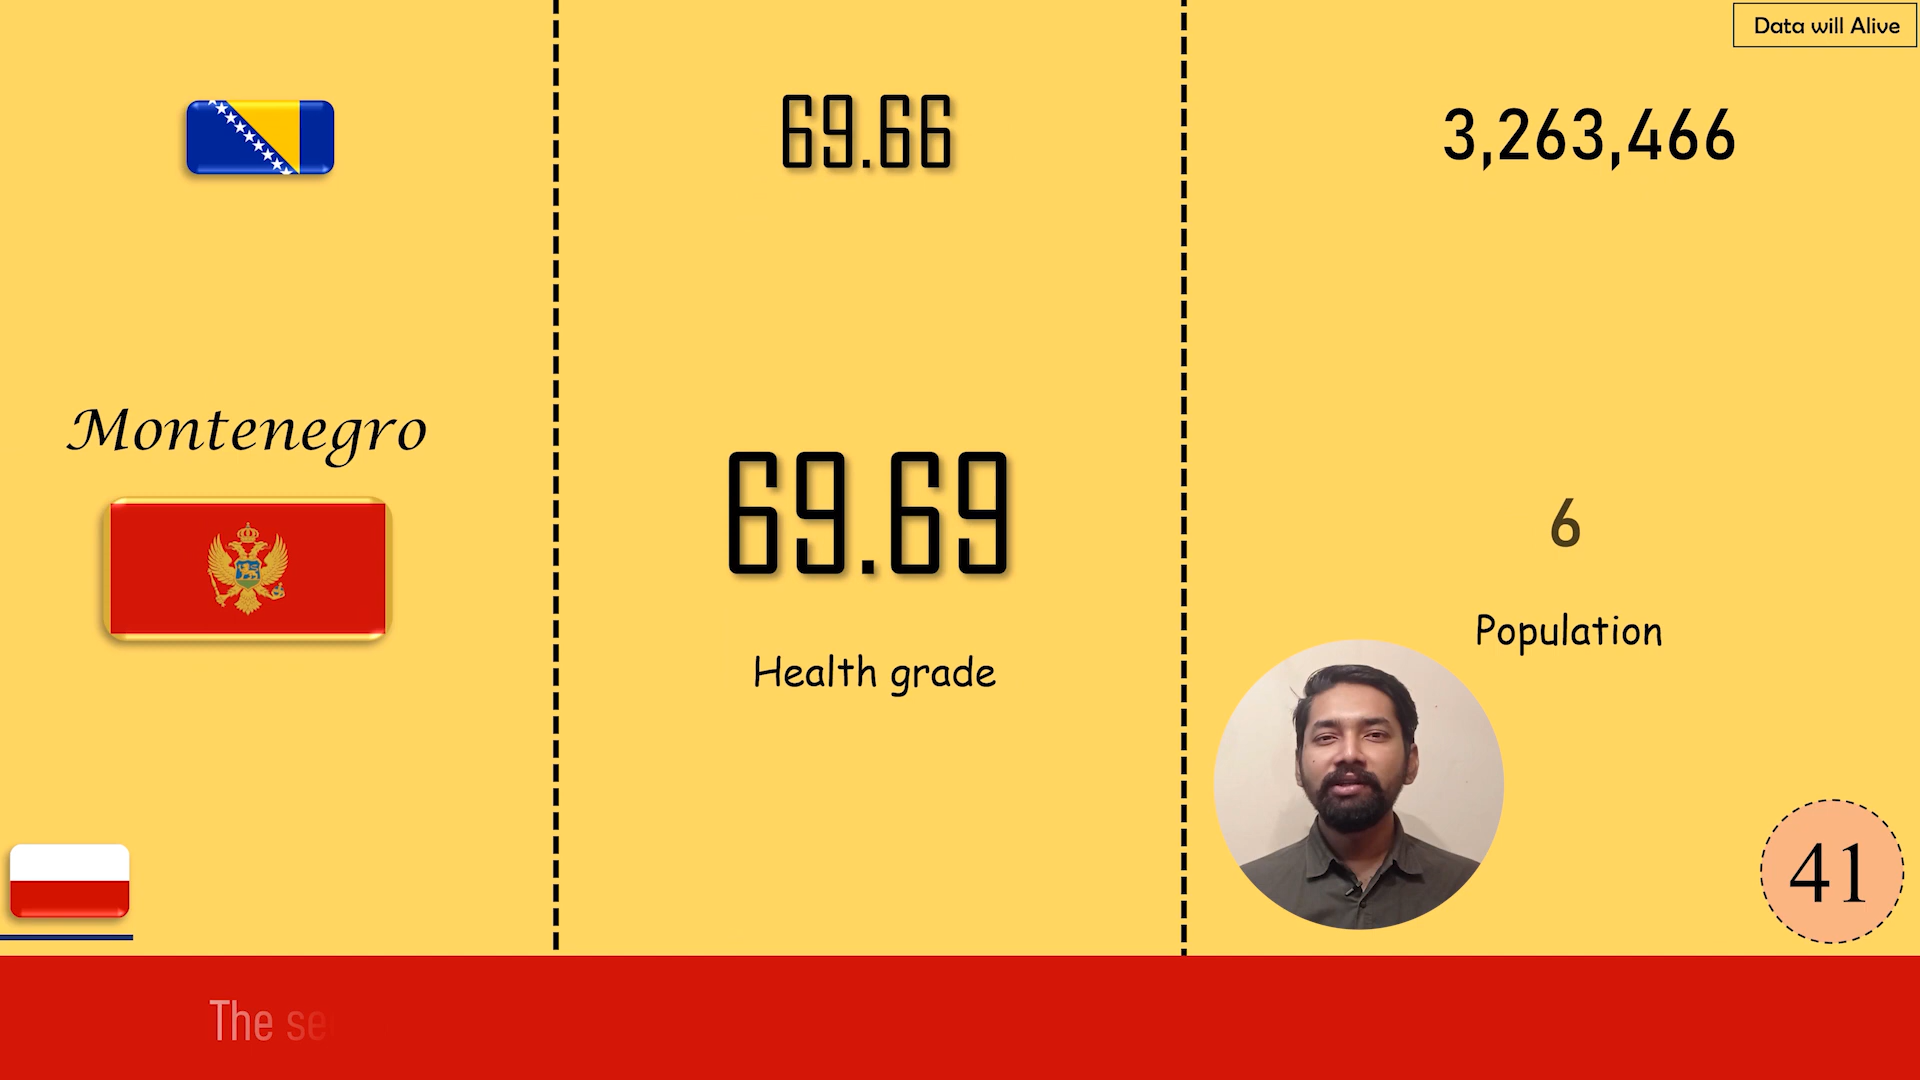 Data will Alive
69.66
3,263,466
Montenegro
69.69
6
Population
Health grade
41
The se